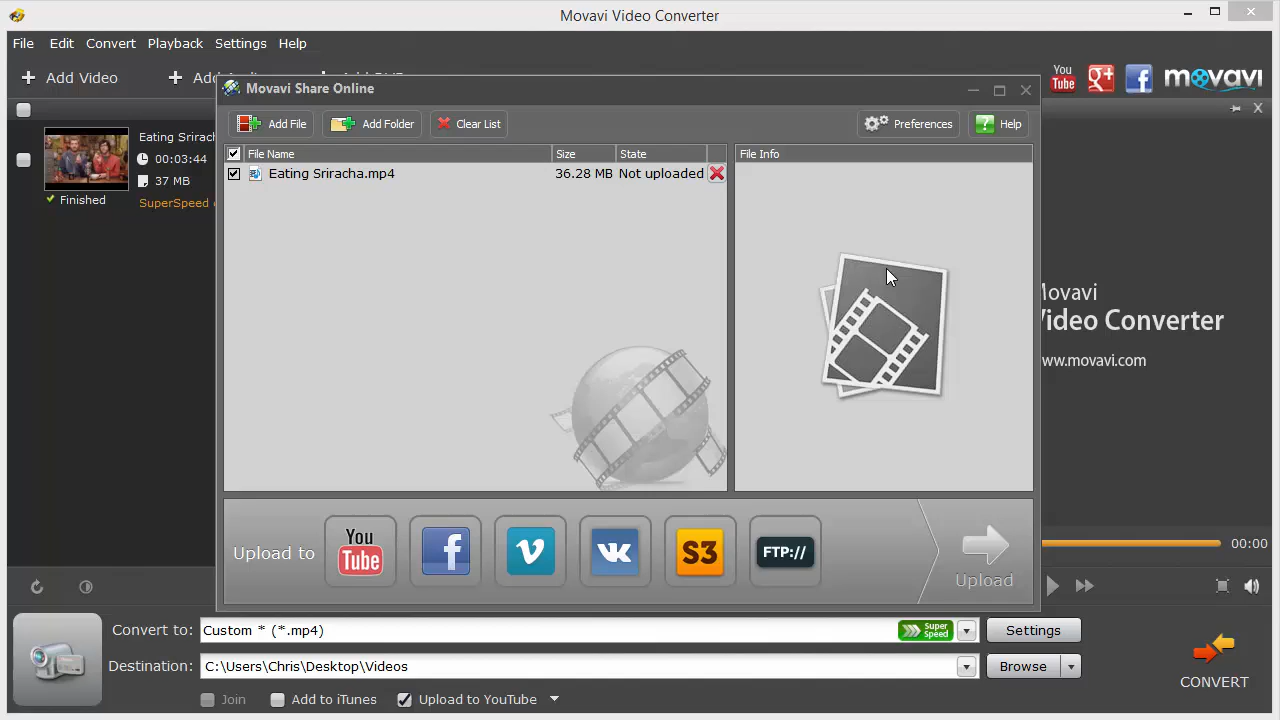 Movavi Video Converter
File Edit Convert Playback Settings Help
Add Video
You
Tube
g+
f
movavi
Movavi Share Online
Add File Add Folder Clear List Preferences ? Help
File Name Size State File Info
Eating Sriracha.mp4 36.28 MB Not uploaded
Eating Sriracha
00:03:44
37 MB
Finished
SuperSpeed
Movavi
Video Converter
www.movavi.com
Upload to
You
Tube
f
v
VK
S3
FTP://
Upload
00:00
Convert to: Custom * (*.mp4) Super
Speed
Settings
Destination: C:\Users\Chris\Desktop\Videos Browse
Join Add to iTunes Upload to YouTube
CONVERT